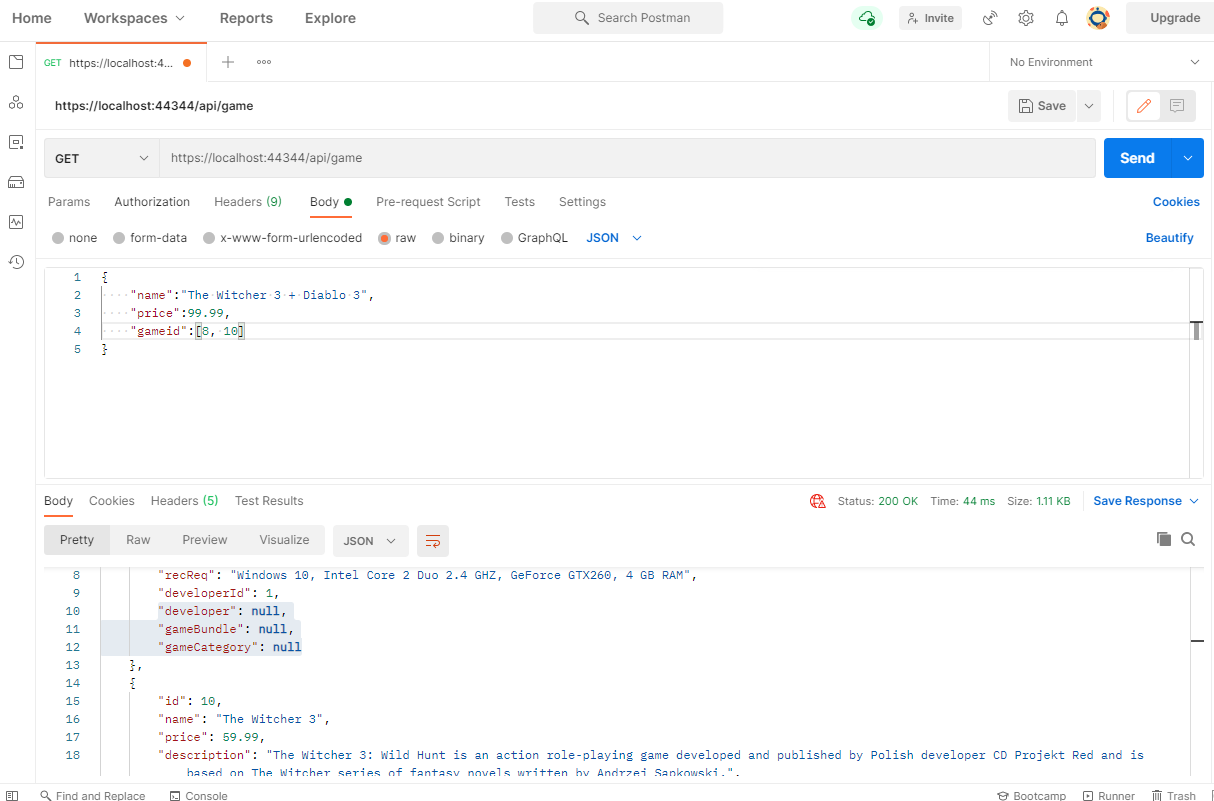 Home Workspaces Reports Explore Search Postman Invite Upgrade
GET https://localhost:4... No Environment
https://localhost:44344/api/game Save
GET https://localhost:44344/api/game Send
Params Authorization Headers (9) Body Pre-request Script Tests Settings Cookies
none form-data x-www-form-urlencoded raw binary GraphQL JSON Beautify
1 {
2 ····"name":"The·Witcher·3·+·Diablo·3",
3 ····"price":99.99,
4 ····"gameid":[8,·10]
5 }
Body Cookies Headers (5) Test Results Status: 200 OK Time: 44 ms Size: 1.11 KB Save Response
Pretty Raw Preview Visualize JSON
8 "recReq": "Windows 10, Intel Core 2 Duo 2.4 GHZ, GeForce GTX260, 4 GB RAM",
9 "developerId": 1,
10 "developer": null,
11 "gameBundle": null,
12 "gameCategory": null
13 },
14 {
15 "id": 10,
16 "name": "The Witcher 3",
17 "price": 59.99,
18 "description": "The Witcher 3: Wild Hunt is an action role-playing game developed and published by Polish developer CD Projekt Red and is
based on The Witcher series of fantasy novels written by Andrzej Sapkowski.",
Find and Replace Console Bootcamp Runner Trash